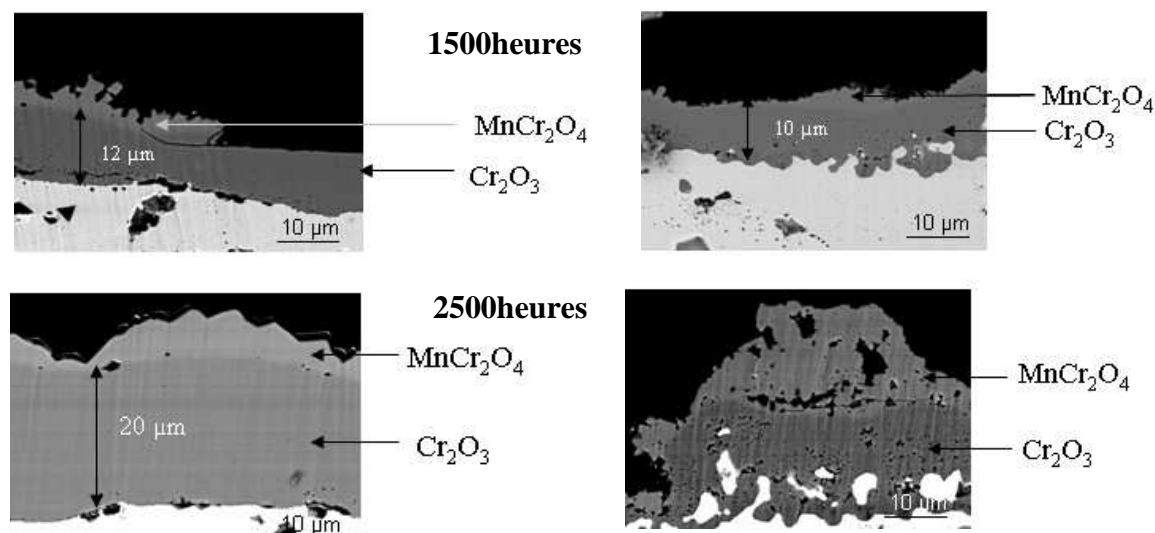 1500heures
MnCr₂O₄
Cr₂O₃
12 µm
10 µm
MnCr₂O₄
Cr₂O₃
10 µm
10 µm
2500heures
MnCr₂O₄
Cr₂O₃
20 µm
10 µm
MnCr₂O₄
Cr₂O₃
10 µm